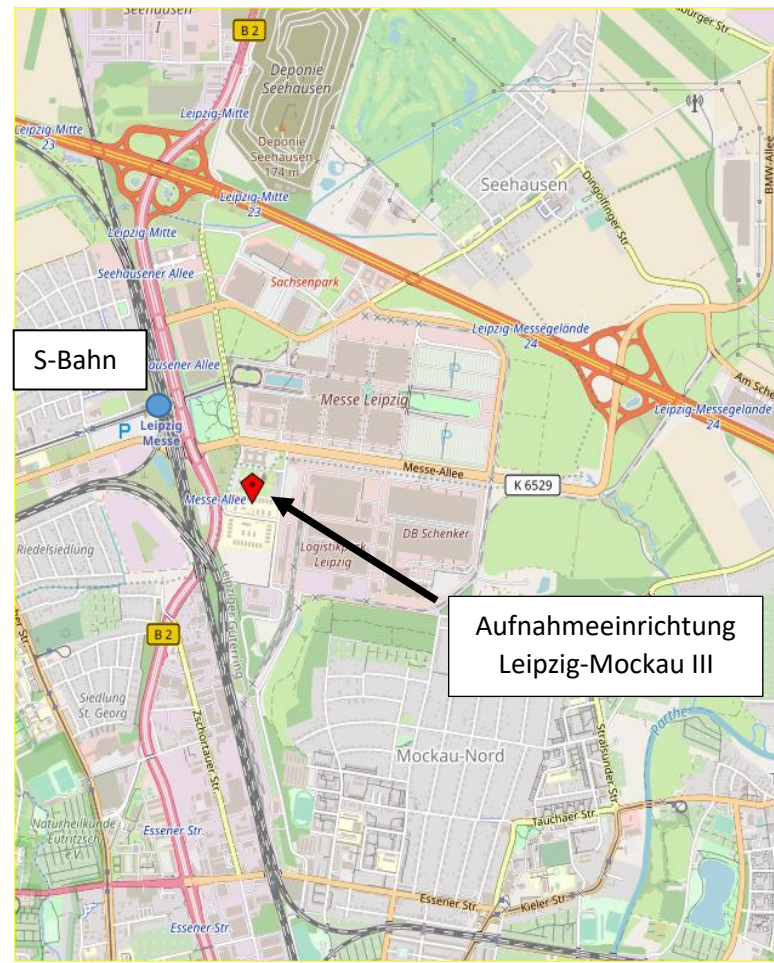 Seehausen
I
B 2
Deponie
Seehausen
Leipzig-Mitte
Leipzig-Mitte
23
Deponie
Seehausen
174 m
Leipzig-Mitte
23
Seehausen
Dingolfinger Str.
BMW-Allee
Leipzig-Mitte
Seehausener Allee
Sachsenpark
Leipzig-Messegelände
24
S-Bahn
Messe Leipzig
P
Am
Leipzig-Messegelände
24
P
Leipzig
Messe
P
Messe-Allee
K 6529
Messe-Allee
DB Schenker
Logistikpark
Leipzig
Riedelsiedlung
Leipziger Güterring
Aufnahmeeinrichtung
Leipzig-Mockau III
B 2
Siedlung
St. Georg
Zschortauer Str.
Mockau-Nord
Stralsunder Str.
Parthe
Tauchaer Str.
Naturheilkunde
Eutritzsch
e.V.
Essener Str.
Essener Str.
Kieler Str.
Essener Str.